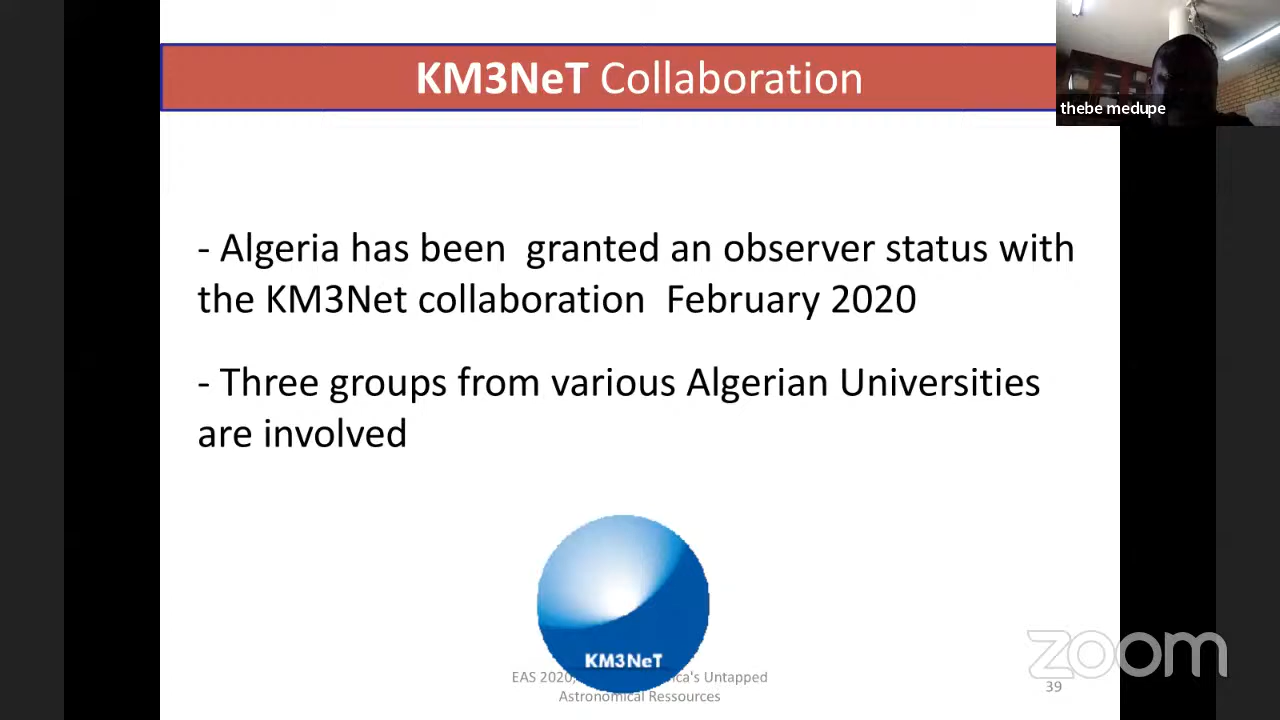 KM3NeT Collaboration
thebe medupe
- Algeria has been granted an observer status with
the KM3Net collaboration February 2020
- Three groups from various Algerian Universities
are involved
KM3NeT
EAS 2020, Untapped
Astronomical Ressources
zoom
39